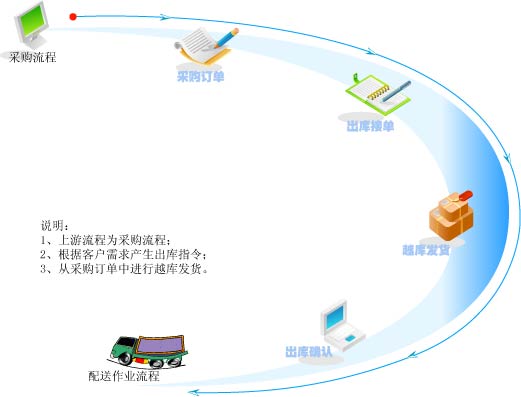 采购流程
采购订单
出库接单
越库发货
说明：
1、上游流程为采购流程；
2、根据客户需求产生出库指令；
3、从采购订单中进行越库发货。
出库确认
配送作业流程